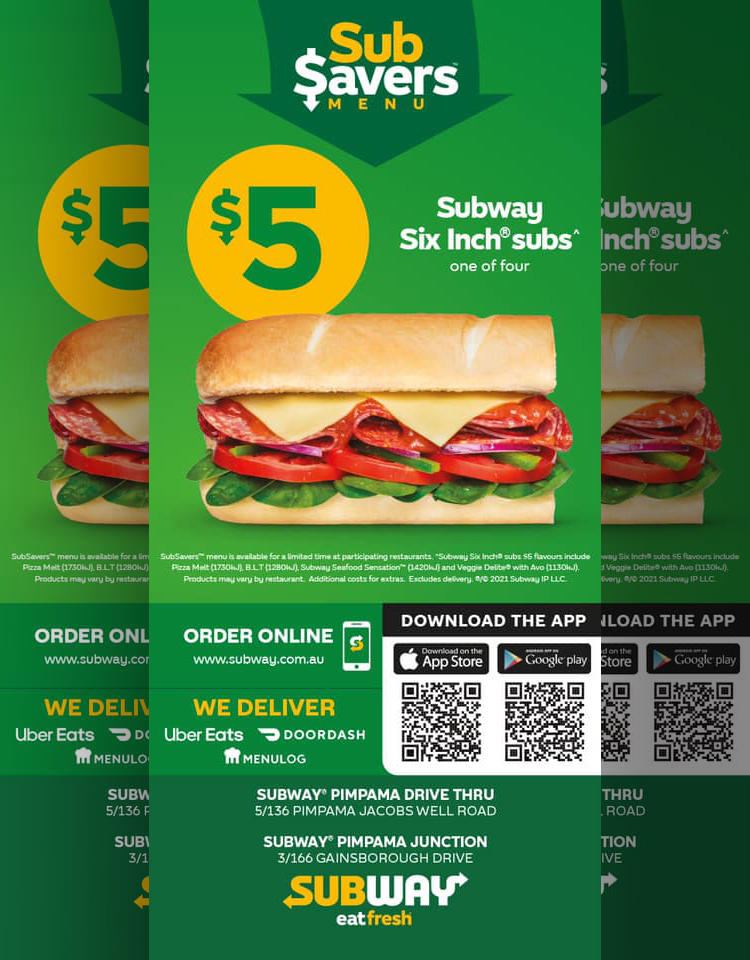 Sub
$avers™
MENU
$5
Subway
Six Inch® subs^
one of four
SubSavers™ menu is available for a limited time at participating restaurants. ^Subway Six Inch® subs $5 flavours include
Pizza Melt (1730kJ), B.L.T (1280kJ), Subway Seafood Sensation™ (1420kJ) and Veggie Delite® with Avo (1130kJ).
Products may vary by restaurant. Additional costs for extras. Excludes delivery. ®/© 2021 Subway IP LLC.
ORDER ONLINE
www.subway.com.au
DOWNLOAD THE APP
Download on the
App Store
ANDROID APP ON
Google play
WE DELIVER
Uber Eats
DOORDASH
MENULOG
SUBWAY® PIMPAMA DRIVE THRU
5/136 PIMPAMA JACOBS WELL ROAD
SUBWAY® PIMPAMA JUNCTION
3/166 GAINSBOROUGH DRIVE
SUBWAY
eat fresh